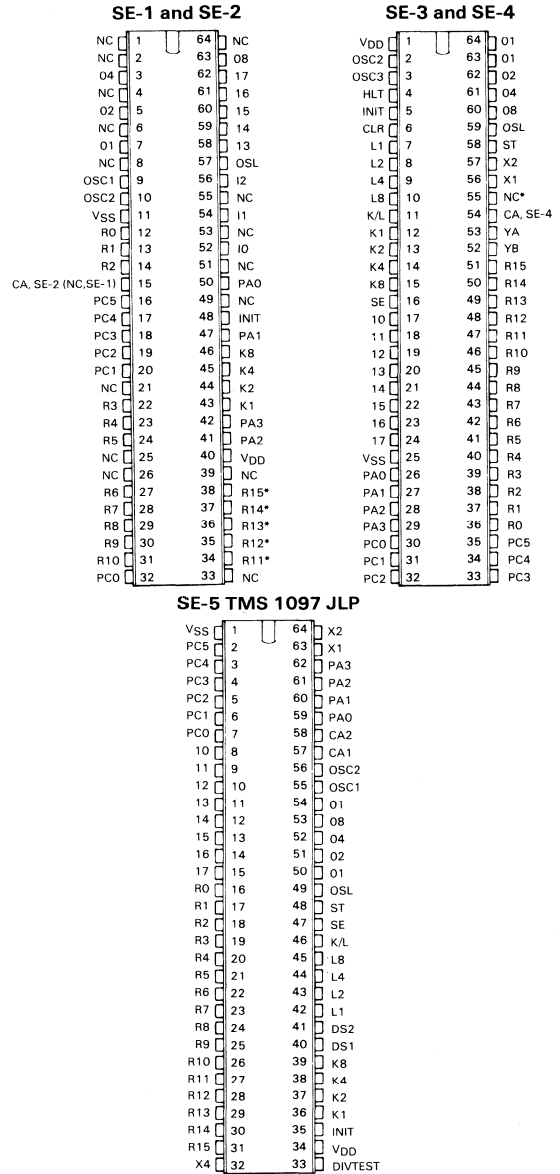 SE-1 and SE-2
NC 1 64 NC
NC 2 63 08
04 3 62 17
NC 4 61 16
02 5 60 15
NC 6 59 14
01 7 58 13
NC 8 57 OSL
OSC1 9 56 I2
OSC2 10 55 NC
VSS 11 54 I1
R0 12 53 NC
R1 13 52 I0
R2 14 51 NC
CA, SE-2 (NC,SE-1) 15 50 PA0
PC5 16 49 NC
PC4 17 48 INIT
PC3 18 47 PA1
PC2 19 46 K8
PC1 20 45 K4
NC 21 44 K2
R3 22 43 K1
R4 23 42 PA3
R5 24 41 PA2
NC 25 40 VDD
NC 26 39 NC
R6 27 38 R15*
R7 28 37 R14*
R8 29 36 R13*
R9 30 35 R12*
R10 31 34 R11*
PC0 32 33 NC
SE-3 and SE-4
VDD 1 64 01
OSC2 2 63 01
OSC3 3 62 02
HLT 4 61 04
INIT 5 60 08
CLR 6 59 OSL
L1 7 58 ST
L2 8 57 X2
L4 9 56 X1
L8 10 55 NC*
K/L 11 54 CA, SE-4
K1 12 53 YA
K2 13 52 YB
K4 14 51 R15
K8 15 50 R14
SE 16 49 R13
10 17 48 R12
11 18 47 R11
12 19 46 R10
13 20 45 R9
14 21 44 R8
15 22 43 R7
16 23 42 R6
17 24 41 R5
VSS 25 40 R4
PA0 26 39 R3
PA1 27 38 R2
PA2 28 37 R1
PA3 29 36 R0
PC0 30 35 PC5
PC1 31 34 PC4
PC2 32 33 PC3
SE-5 TMS 1097 JLP
VSS 1 64 X2
PC5 2 63 X1
PC4 3 62 PA3
PC3 4 61 PA2
PC2 5 60 PA1
PC1 6 59 PA0
PC0 7 58 CA2
10 8 57 CA1
11 9 56 OSC2
12 10 55 OSC1
13 11 54 01
14 12 53 08
15 13 52 04
16 14 51 02
17 15 50 01
R0 16 49 OSL
R1 17 48 ST
R2 18 47 SE
R3 19 46 K/L
R4 20 45 L8
R5 21 44 L4
R6 22 43 L2
R7 23 42 L1
R8 24 41 DS2
R9 25 40 DS1
R10 26 39 K8
R11 27 38 K4
R12 28 37 K2
R13 29 36 K1
R14 30 35 INIT
R15 31 34 VDD
X4 32 33 DIVTEST